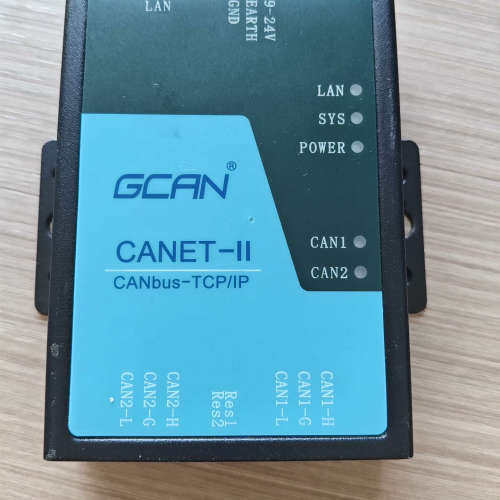 LAN
GND
EARTH
9-24V
LAN
SYS
POWER
GCAN®
CAN1
CANET-II
CAN2
CANbus-TCP/IP
CAN2-L
CAN2-G
CAN2-H
Res2
Res1
CAN1-L
CAN1-G
CAN1-H